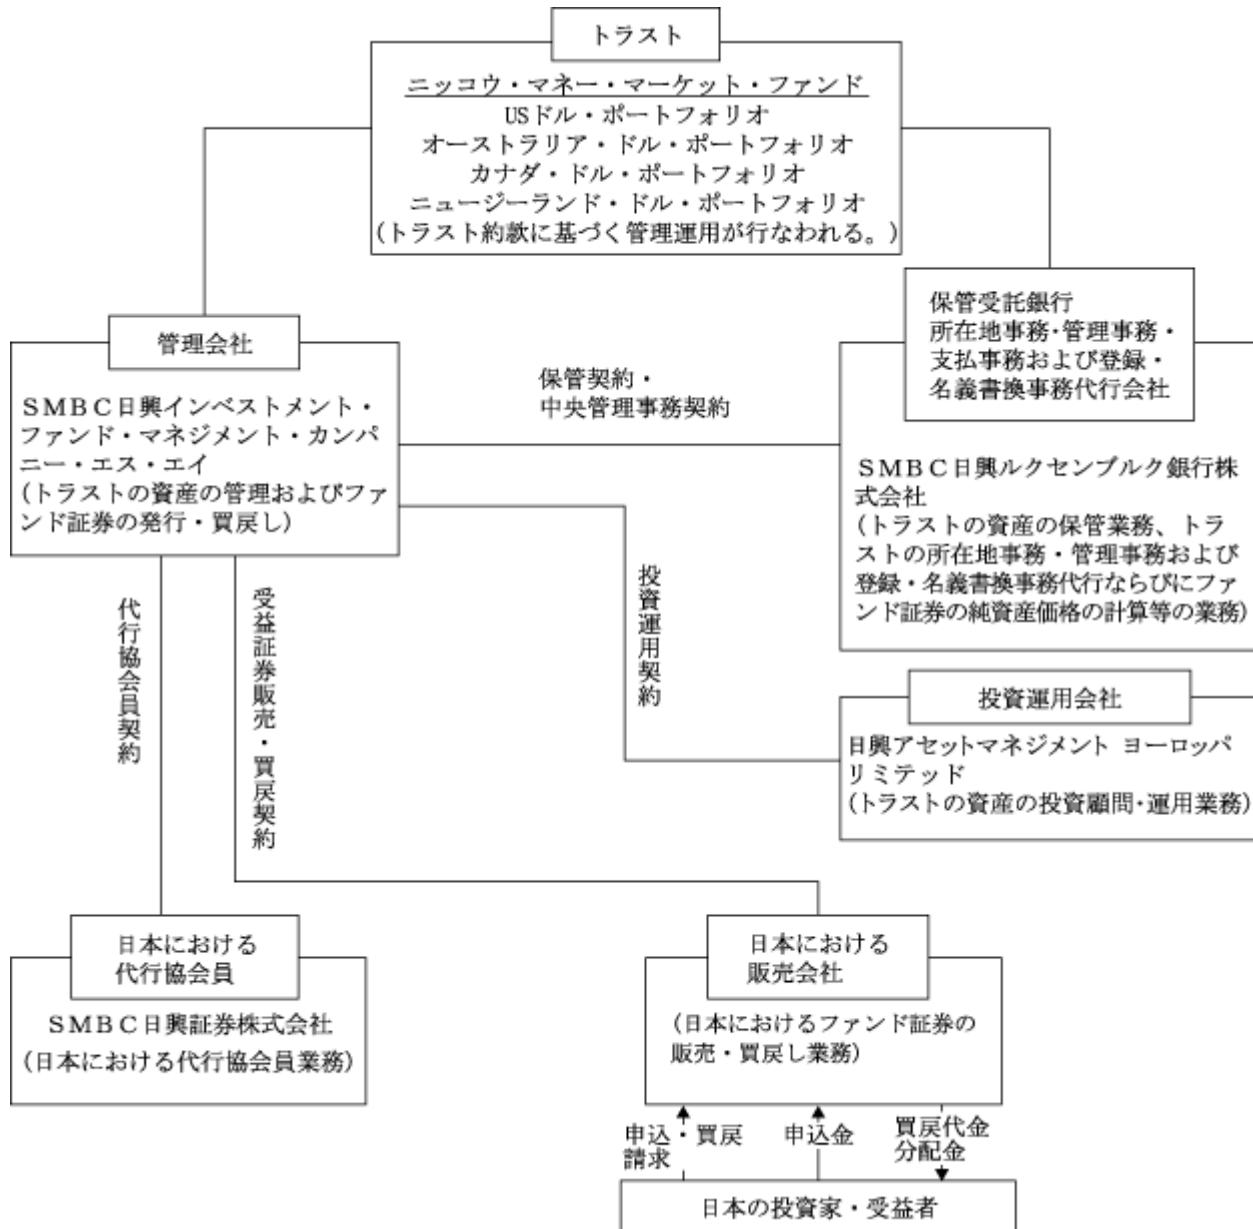 トラスト
ニッコウ・マネー・マーケット・ファンド
USドル・ポートフォリオ
オーストラリア・ドル・ポートフォリオ
カナダ・ドル・ポートフォリオ
ニュージーランド・ドル・ポートフォリオ
(トラスト約款に基づく管理運用が行なわれる。)
管理会社
SMBC日興インベストメント・
ファンド・マネジメント・カンパ
ニー・エス・エイ
(トラストの資産の管理およびファ
ンド証券の発行・買戻し)
保管契約・
中央管理事務契約
保管受託銀行
所在地事務・管理事務・
支払事務および登録・
名義書換事務代行会社
SMBC日興ルクセンブルク銀行株
式会社
(トラストの資産の保管業務、トラ
ストの所在地事務・管理事務および
登録・名義書換事務代行ならびにファ
ンド証券の純資産価格の計算等の業務)
代行協会員契約
受益証券販売・買戻契約
投資運用契約
投資運用会社
日興アセットマネジメント ヨーロッパ
リミテッド
(トラストの資産の投資顧問・運用業務)
日本における
代行協会員
SMBC日興証券株式会社
(日本における代行協会員業務)
日本における
販売会社
(日本におけるファンド証券の
販売・買戻し業務)
申込・買戻
請求
申込金
買戻代金
分配金
日本の投資家・受益者